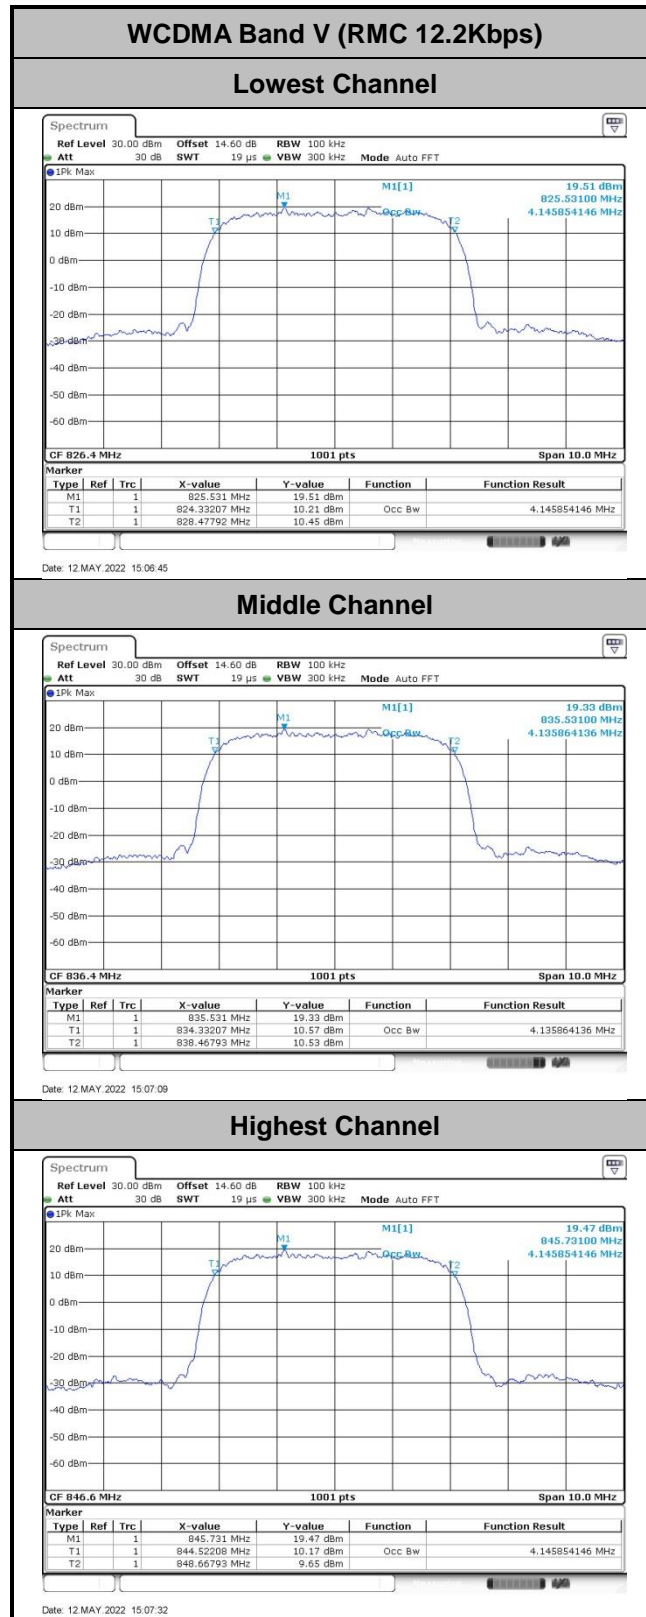 WCDMA Band V (RMC 12.2Kbps)
Lowest Channel
Spectrum
Ref Level 30.00 dBm Offset 14.60 dB RBW 100 kHz
Att 30 dB SWT 19 µs VBW 300 kHz Mode Auto FFT
1Pk Max
M1[1] 19.51 dBm
825.53100 MHz
Occ Bw 4.145854146 MHz
M1
T1
T2
20 dBm
10 dBm
0 dBm
-10 dBm
-20 dBm
-30 dBm
-40 dBm
-50 dBm
-60 dBm
CF 826.4 MHz 1001 pts Span 10.0 MHz
Marker
Type Ref Trc X-value Y-value Function Function Result
M1 1 825.531 MHz 19.51 dBm
T1 1 824.33207 MHz 10.21 dBm Occ Bw 4.145854146 MHz
T2 1 828.47792 MHz 10.45 dBm
Date: 12.MAY.2022 15:06:45
Middle Channel
Spectrum
Ref Level 30.00 dBm Offset 14.60 dB RBW 100 kHz
Att 30 dB SWT 19 µs VBW 300 kHz Mode Auto FFT
1Pk Max
M1[1] 19.33 dBm
835.53100 MHz
Occ Bw 4.135864136 MHz
M1
T1
T2
20 dBm
10 dBm
0 dBm
-10 dBm
-20 dBm
-30 dBm
-40 dBm
-50 dBm
-60 dBm
CF 836.4 MHz 1001 pts Span 10.0 MHz
Marker
Type Ref Trc X-value Y-value Function Function Result
M1 1 835.531 MHz 19.33 dBm
T1 1 834.33207 MHz 10.57 dBm Occ Bw 4.135864136 MHz
T2 1 838.46793 MHz 10.53 dBm
Date: 12.MAY.2022 15:07:09
Highest Channel
Spectrum
Ref Level 30.00 dBm Offset 14.60 dB RBW 100 kHz
Att 30 dB SWT 19 µs VBW 300 kHz Mode Auto FFT
1Pk Max
M1[1] 19.47 dBm
845.73100 MHz
Occ Bw 4.145854146 MHz
M1
T1
T2
20 dBm
10 dBm
0 dBm
-10 dBm
-20 dBm
-30 dBm
-40 dBm
-50 dBm
-60 dBm
CF 846.6 MHz 1001 pts Span 10.0 MHz
Marker
Type Ref Trc X-value Y-value Function Function Result
M1 1 845.731 MHz 19.47 dBm
T1 1 844.52208 MHz 10.17 dBm Occ Bw 4.145854146 MHz
T2 1 848.66793 MHz 9.65 dBm
Date: 12.MAY.2022 15:07:32